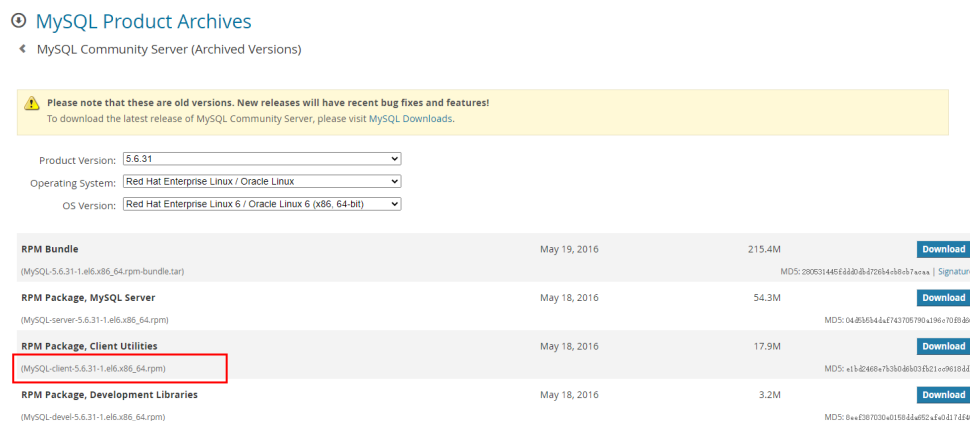 MySQL Product Archives
MySQL Community Server (Archived Versions)
Please note that these are old versions. New releases will have recent bug fixes and features!
To download the latest release of MySQL Community Server, please visit MySQL Downloads.
Product Version: 5.6.31
Operating System: Red Hat Enterprise Linux / Oracle Linux
OS Version: Red Hat Enterprise Linux 6 / Oracle Linux 6 (x86, 64-bit)
RPM Bundle May 19, 2016 215.4M Download
(MySQL-5.6.31-1.el6.x86_64.rpm-bundle.tar) MD5: 280531445fddd0dbd726b4cb8cb7acaa | Signature
RPM Package, MySQL Server May 18, 2016 54.3M Download
(MySQL-server-5.6.31-1.el6.x86_64.rpm) MD5:
RPM Package, Client Utilities May 18, 2016 17.9M Download
(MySQL-client-5.6.31-1.el6.x86_64.rpm) MD5:
RPM Package, Development Libraries May 18, 2016 3.2M Download
(MySQL-devel-5.6.31-1.el6.x86_64.rpm) MD5: